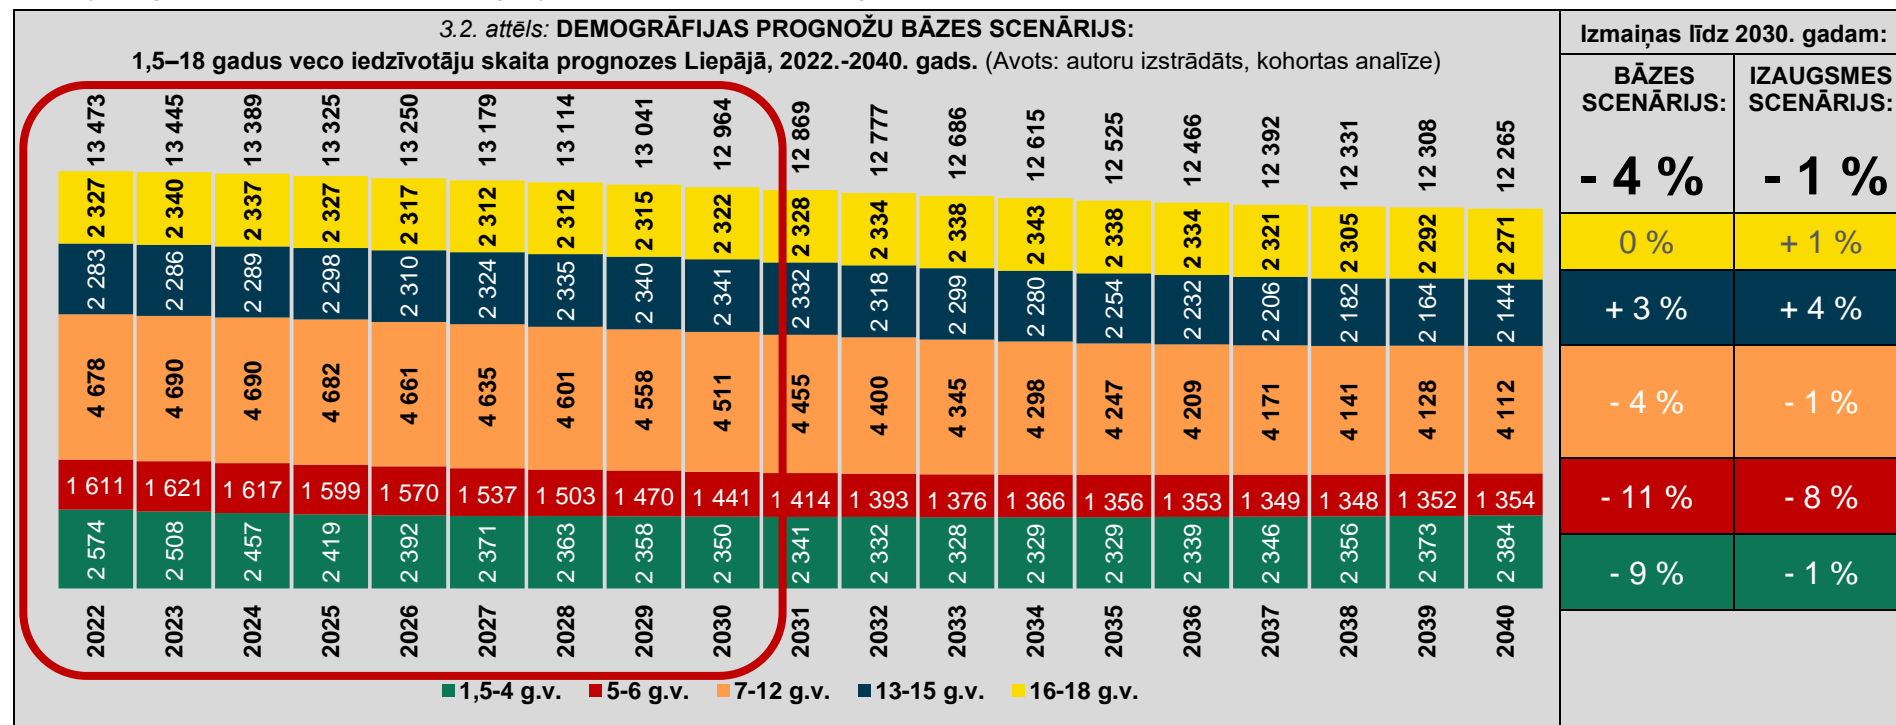 3.2. attēls: DEMOGRĀFIJAS PROGNOŽU BĀZES SCENĀRIJS:
1,5–18 gadus veco iedzīvotāju skaita prognozes Liepājā, 2022.-2040. gads. (Avots: autoru izstrādāts, kohortas analīze)
13 473 13 445 13 389 13 325 13 250 13 179 13 114 13 041 12 964 12 869 12 777 12 686 12 615 12 525 12 466 12 392 12 331 12 308 12 265
2 327 2 340 2 337 2 327 2 317 2 312 2 312 2 315 2 322 2 328 2 334 2 338 2 343 2 338 2 334 2 321 2 305 2 292 2 271
2 283 2 286 2 289 2 298 2 310 2 324 2 335 2 340 2 341 2 332 2 318 2 299 2 280 2 254 2 232 2 206 2 182 2 164 2 144
4 678 4 690 4 690 4 682 4 661 4 635 4 601 4 558 4 511 4 455 4 400 4 345 4 298 4 247 4 209 4 171 4 141 4 128 4 112
1 611 1 621 1 617 1 599 1 570 1 537 1 503 1 470 1 441 1 414 1 393 1 376 1 366 1 356 1 353 1 349 1 348 1 352 1 354
2 574 2 508 2 457 2 419 2 392 2 371 2 363 2 358 2 350 2 341 2 332 2 328 2 329 2 329 2 339 2 346 2 356 2 373 2 384
2022 2023 2024 2025 2026 2027 2028 2029 2030 2031 2032 2033 2034 2035 2036 2037 2038 2039 2040
1,5-4 g.v. 5-6 g.v. 7-12 g.v. 13-15 g.v. 16-18 g.v.
Izmaiņas līdz 2030. gadam:
BĀZES IZAUGSMES
SCENĀRIJS: SCENĀRIJS:
- 4 % - 1 %
0 % + 1 %
+ 3 % + 4 %
- 4 % - 1 %
- 11 % - 8 %
- 9 % - 1 %